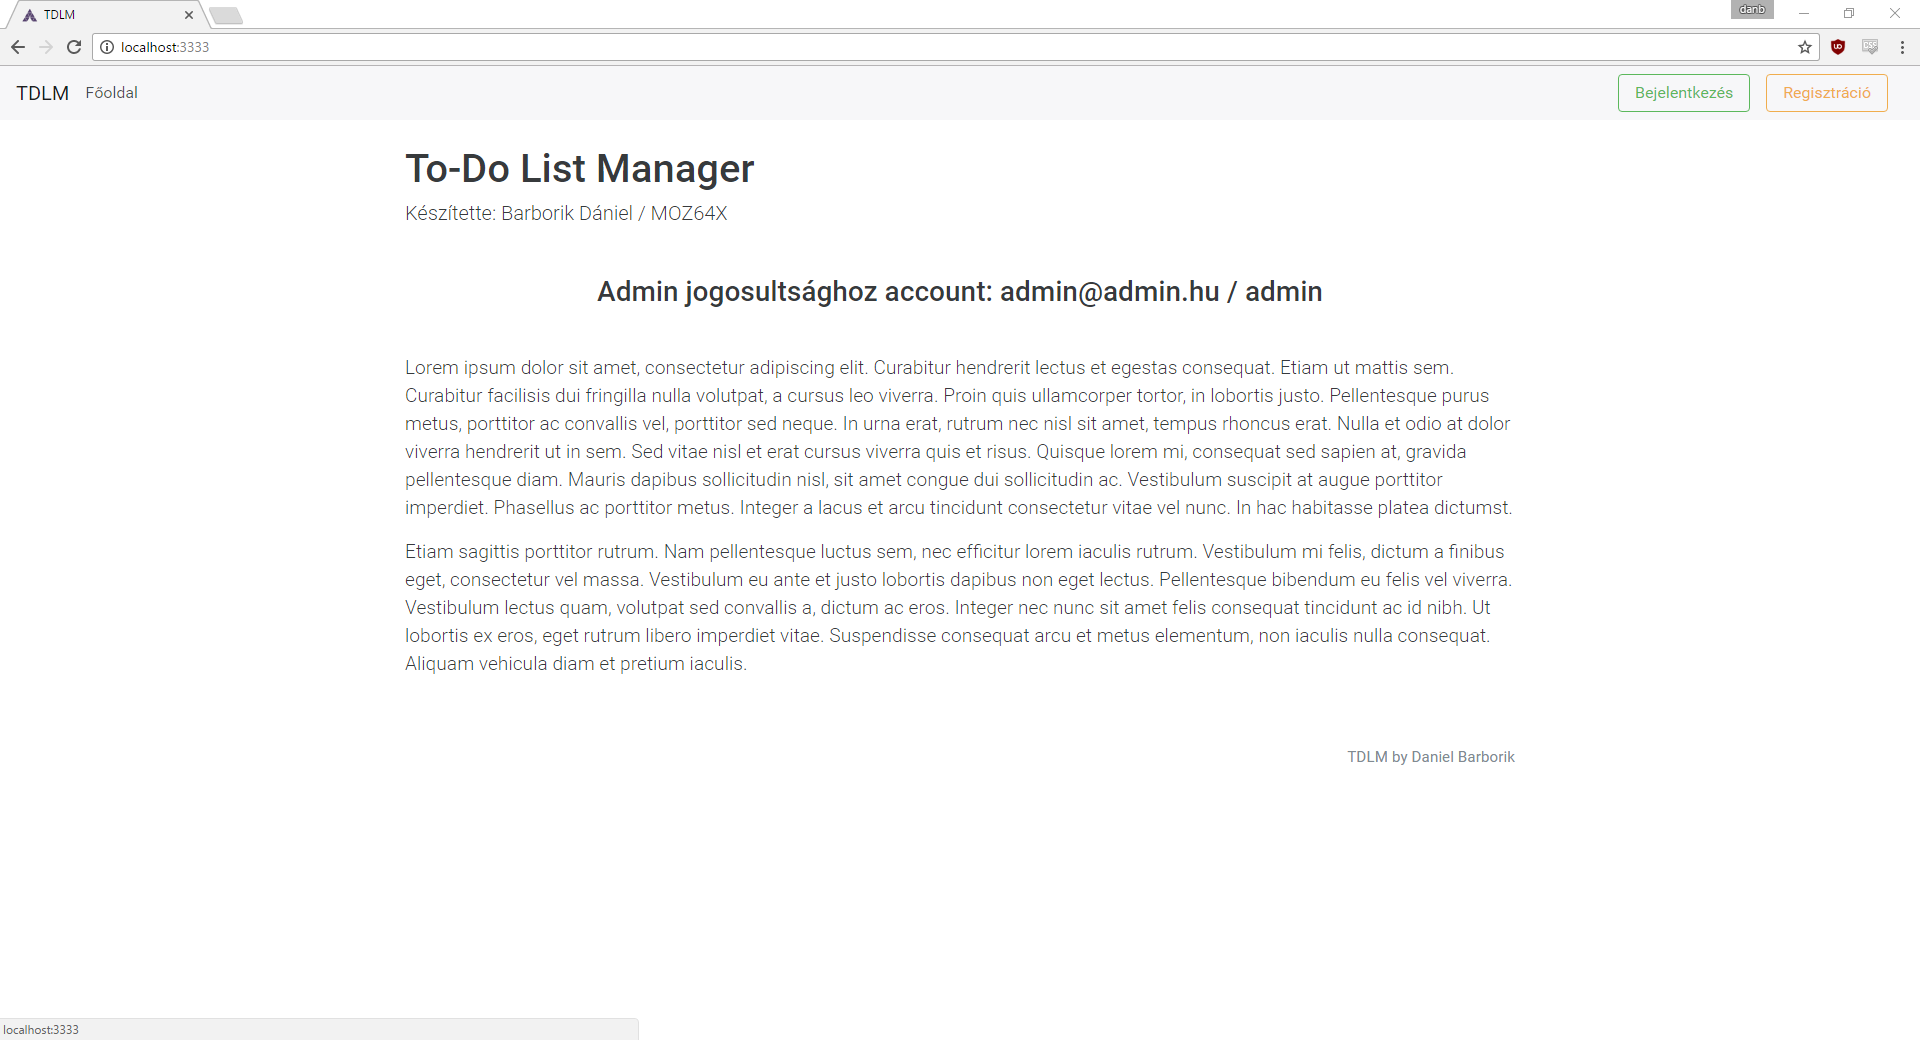 TDLM
danb
localhost:3333
TDLM Főoldal Bejelentkezés Regisztráció
To-Do List Manager
Készítette: Barborik Dániel / MOZ64X
Admin jogosultsághoz account: admin@admin.hu / admin
Lorem ipsum dolor sit amet, consectetur adipiscing elit. Curabitur hendrerit lectus et egestas consequat. Etiam ut mattis sem.
Curabitur facilisis dui fringilla nulla volutpat, a cursus leo viverra. Proin quis ullamcorper tortor, in lobortis justo. Pellentesque purus
metus, porttitor ac convallis vel, porttitor sed neque. In urna erat, rutrum nec nisl sit amet, tempus rhoncus erat. Nulla et odio at dolor
viverra hendrerit ut in sem. Sed vitae nisl et erat cursus viverra quis et risus. Quisque lorem mi, consequat sed sapien at, gravida
pellentesque diam. Mauris dapibus sollicitudin nisl, sit amet congue dui sollicitudin ac. Vestibulum suscipit at augue porttitor
imperdiet. Phasellus ac porttitor metus. Integer a lacus et arcu tincidunt consectetur vitae vel nunc. In hac habitasse platea dictumst.
Etiam sagittis porttitor rutrum. Nam pellentesque luctus sem, nec efficitur lorem iaculis rutrum. Vestibulum mi felis, dictum a finibus
eget, consectetur vel massa. Vestibulum eu ante et justo lobortis dapibus non eget lectus. Pellentesque bibendum eu felis vel viverra.
Vestibulum lectus quam, volutpat sed convallis a, dictum ac eros. Integer nec nunc sit amet felis consequat tincidunt ac id nibh. Ut
lobortis ex eros, eget rutrum libero imperdiet vitae. Suspendisse consequat arcu et metus elementum, non iaculis nulla consequat.
Aliquam vehicula diam et pretium iaculis.
TDLM by Daniel Barborik
localhost:3333